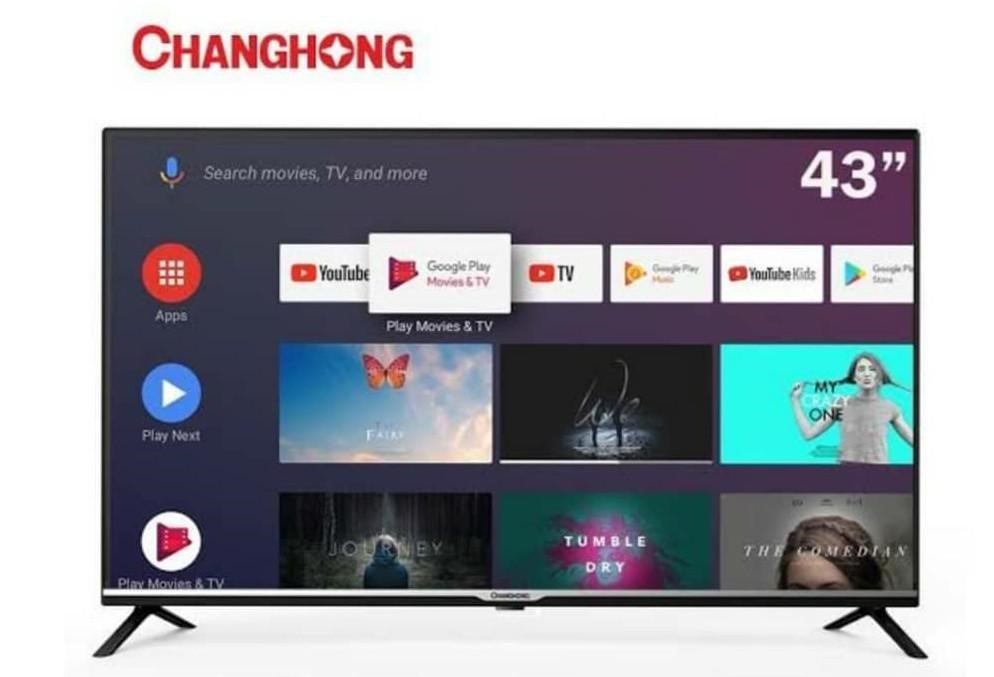 CHANGHONG
43”
Search movies, TV, and more
YouTube
Google Play
Movies & TV
TV
Google Play
Music
YouTube Kids
Google Pl
Store
Apps
Play Movies & TV
Play Next
FAIRY
MY
CRAZY
ONE
Play Movies & TV
JOURNEY
TUMBLE
DRY
THE COMEDIAN
CHANGHONG